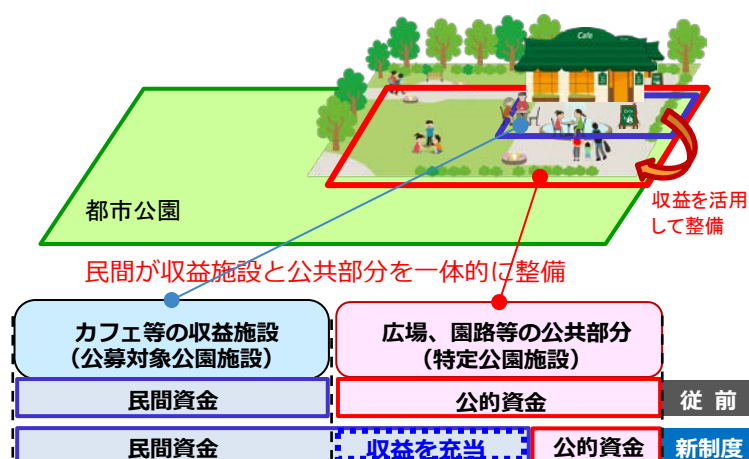 Cafe
都市公園
収益を活用
して整備
民間が収益施設と公共部分を一体的に整備
カフェ等の収益施設
（公募対象公園施設）
広場、園路等の公共部分
（特定公園施設）
民間資金
公的資金
従 前
民間資金
収益を充当
公的資金
新制度